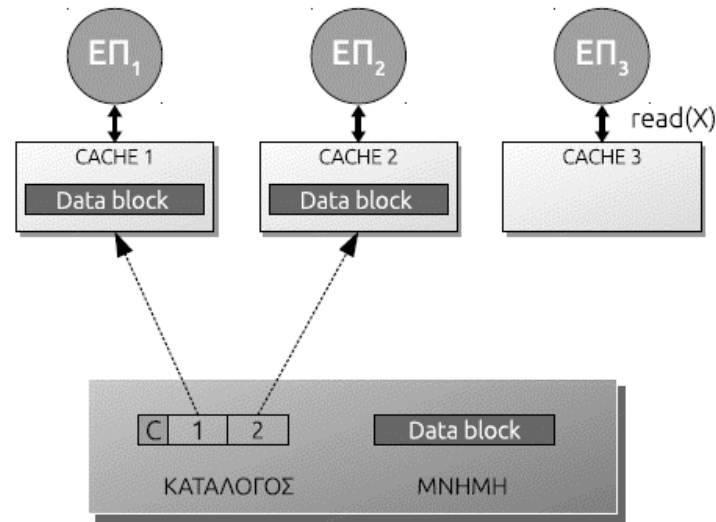 ΕΠ1
ΕΠ2
ΕΠ3
read(X)
CACHE 1
CACHE 2
CACHE 3
Data block
Data block
C 1 2
Data block
ΚΑΤΑΛΟΓΟΣ
ΜΝΗΜΗ